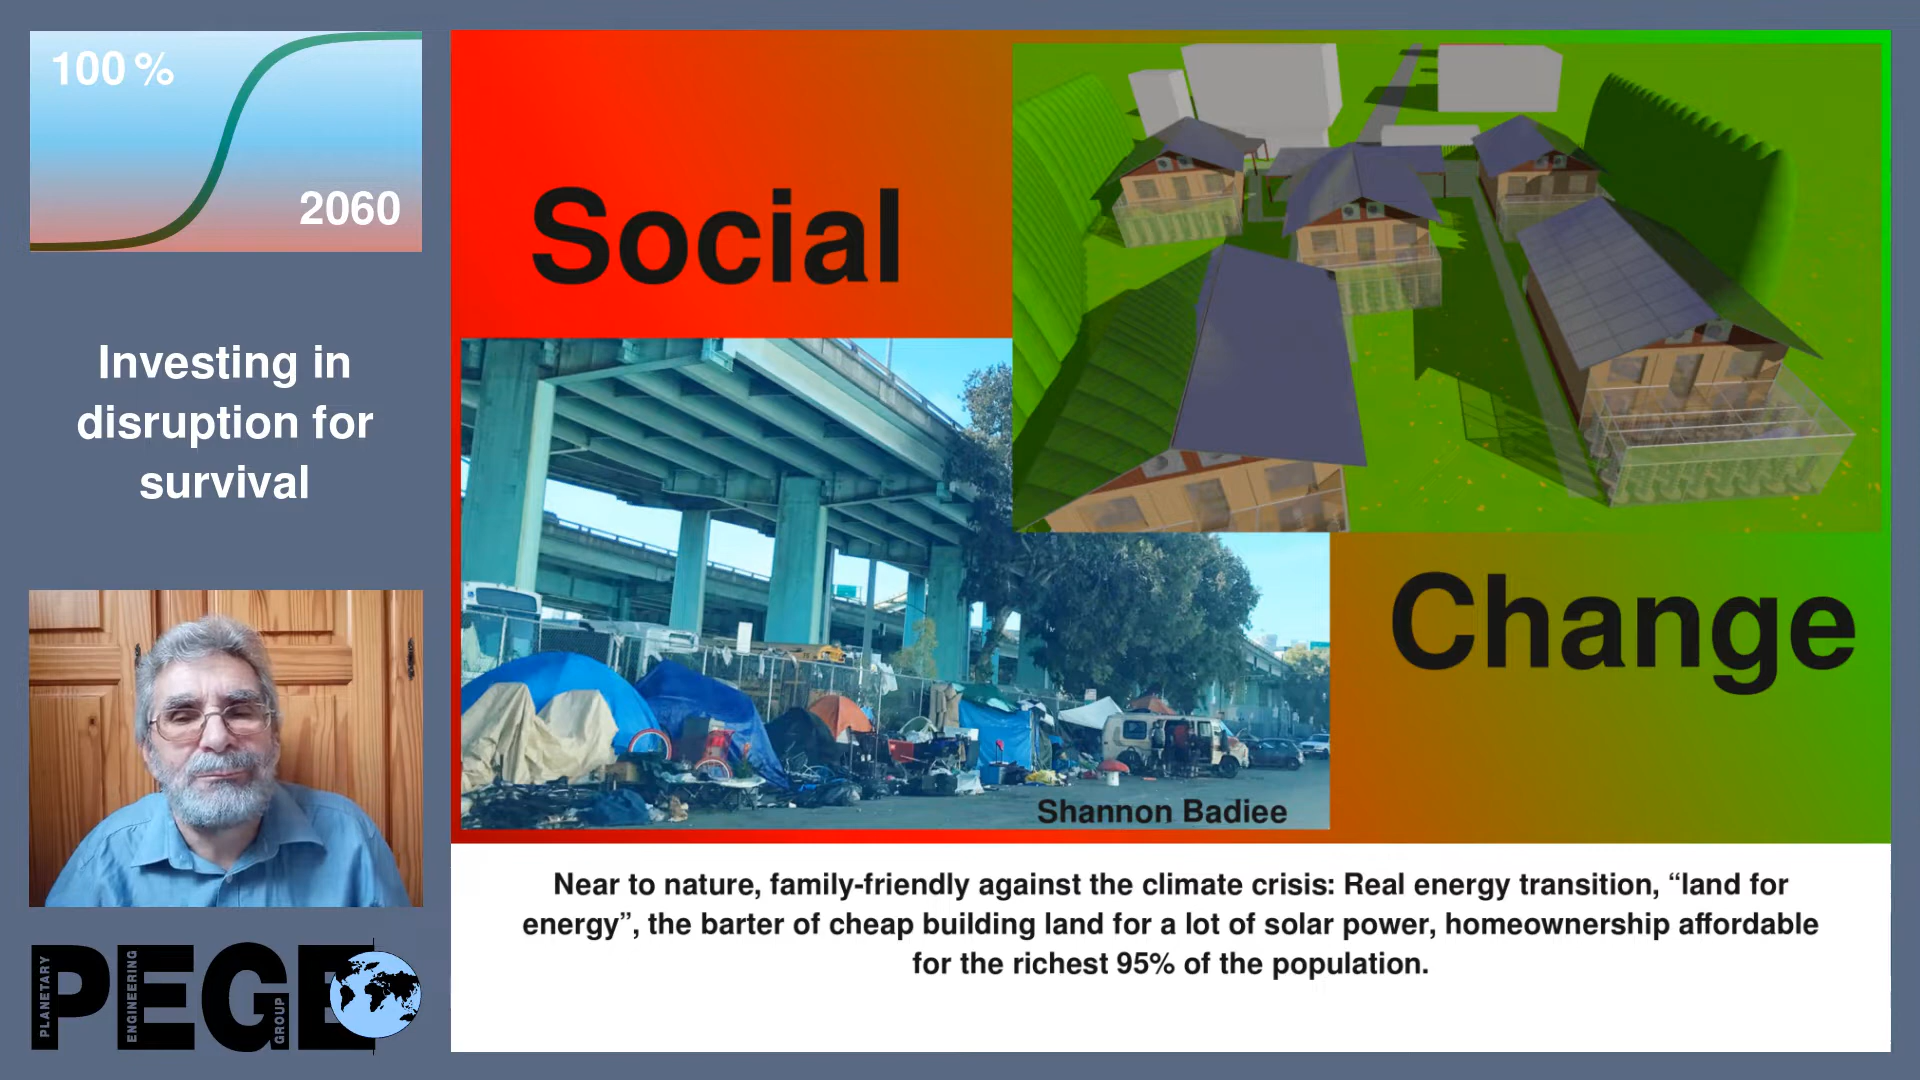 100 %
2060
Investing in
disruption for
survival
PEGE
PLANETARY
ENGINEERING
GROUP
Social
Change
Shannon Badiee
Near to nature, family-friendly against the climate crisis: Real energy transition, “land for
energy”, the barter of cheap building land for a lot of solar power, homeownership affordable
for the richest 95% of the population.